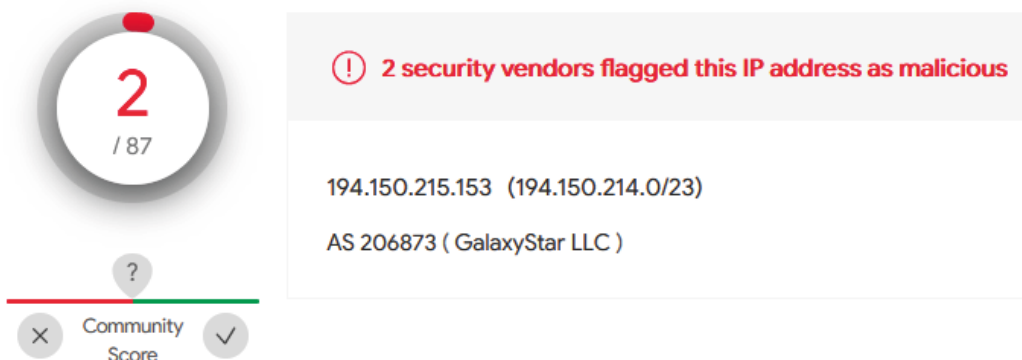 2
/ 87
?
Community
Score
2 security vendors flagged this IP address as malicious
194.150.215.153 (194.150.214.0/23)
AS 206873 ( GalaxyStar LLC )